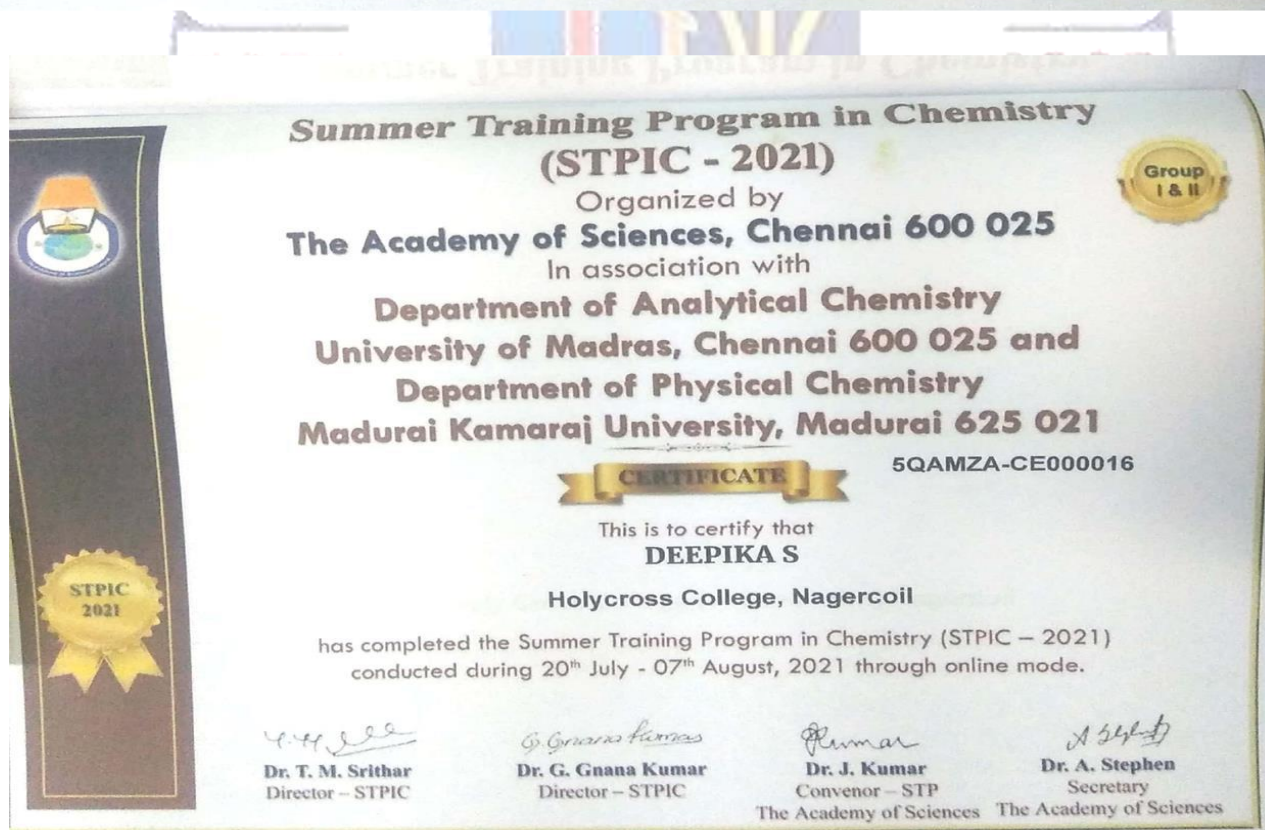 Summer Training Program in Chemistry
(STPIC - 2021)
Group
I & II
Organized by
The Academy of Sciences, Chennai 600 025
In association with
Department of Analytical Chemistry
University of Madras, Chennai 600 025 and
Department of Physical Chemistry
Madurai Kamaraj University, Madurai 625 021
5QAMZA-CE000016
CERTIFICATE
This is to certify that
DEEPIKA S
Holycross College, Nagercoil
STPIC
2021
has completed the Summer Training Program in Chemistry (STPIC – 2021)
conducted during 20th July - 07th August, 2021 through online mode.
G. Gnana Kumar
Dr. T. M. Srithar
Director – STPIC
Dr. G. Gnana Kumar
Director – STPIC
Dr. J. Kumar
Convenor – STP
The Academy of Sciences
Dr. A. Stephen
Secretary
The Academy of Sciences